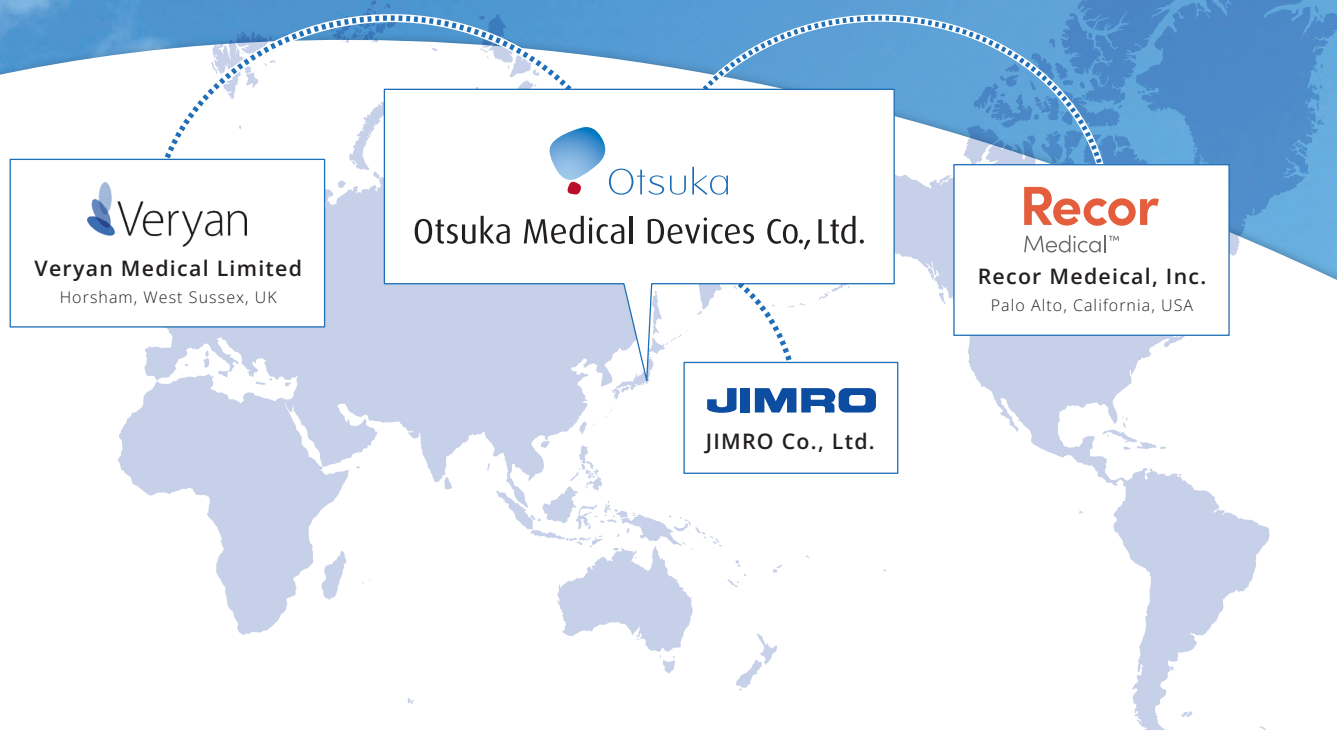 Otsuka
Otsuka Medical Devices Co., Ltd.
Veryan
Veryan Medical Limited
Horsham, West Sussex, UK
Recor
Medical™
Recor Medeical, Inc.
Palo Alto, California, USA
JIMRO
JIMRO Co., Ltd.